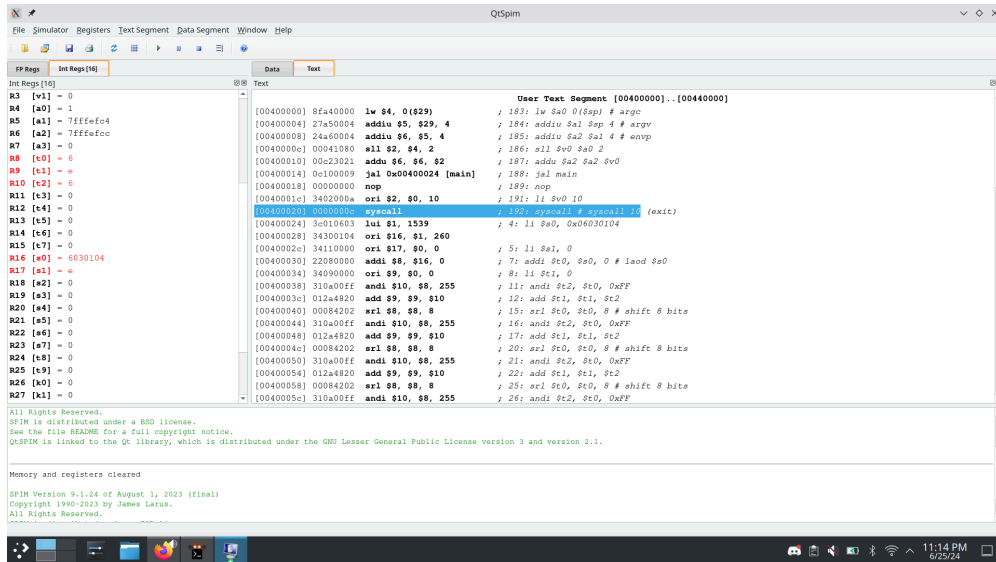 QtSpim
File Simulator Registers Text Segment Data Segment Window Help
FP Regs Int Regs [16] Data Text
Int Regs [16] Text
R3 [v1] = 0
R4 [a0] = 1
R5 [a1] = 7fffefc4
R6 [a2] = 7fffefcc
R7 [a3] = 0
R8 [t0] = 6
R9 [t1] = e
R10 [t2] = 6
R11 [t3] = 0
R12 [t4] = 0
R13 [t5] = 0
R14 [t6] = 0
R15 [t7] = 0
R16 [s0] = 6030104
R17 [s1] = e
R18 [s2] = 0
R19 [s3] = 0
R20 [s4] = 0
R21 [s5] = 0
R22 [s6] = 0
R23 [s7] = 0
R24 [t8] = 0
R25 [t9] = 0
R26 [k0] = 0
R27 [k1] = 0
User Text Segment [00400000]..[00440000]
[00400000] 8fa40000 lw $4, 0($29) ; 183: lw $a0 0($sp) # argc
[00400004] 27a50004 addiu $5, $29, 4 ; 184: addiu $a1 $sp 4 # argv
[00400008] 24a60004 addiu $6, $5, 4 ; 185: addiu $a2 $a1 4 # envp
[0040000c] 00041080 sll $2, $4, 2 ; 186: sll $v0 $a0 2
[00400010] 00c23021 addu $6, $6, $2 ; 187: addu $a2 $a2 $v0
[00400014] 0c100009 jal 0x00400024 [main] ; 188: jal main
[00400018] 00000000 nop ; 189: nop
[0040001c] 3402000a ori $2, $0, 10 ; 191: li $v0 10
[00400020] 0000000c syscall ; 192: syscall # syscall 10 (exit)
[00400024] 3c010603 lui $1, 1539 ; 4: li $s0, 0x06030104
[00400028] 34300104 ori $16, $1, 260
[0040002c] 34110000 ori $17, $0, 0 ; 5: li $s1, 0
[00400030] 22080000 addi $8, $16, 0 ; 7: addi $t0, $s0, 0 # laod $s0
[00400034] 34090000 ori $9, $0, 0 ; 8: li $t1, 0
[00400038] 310a00ff andi $10, $8, 255 ; 11: andi $t2, $t0, 0xFF
[0040003c] 012a4820 add $9, $9, $10 ; 12: add $t1, $t1, $t2
[00400040] 00084202 srl $8, $8, 8 ; 15: srl $t0, $t0, 8 # shift 8 bits
[00400044] 310a00ff andi $10, $8, 255 ; 16: andi $t2, $t0, 0xFF
[00400048] 012a4820 add $9, $9, $10 ; 17: add $t1, $t1, $t2
[0040004c] 00084202 srl $8, $8, 8 ; 20: srl $t0, $t0, 8 # shift 8 bits
[00400050] 310a00ff andi $10, $8, 255 ; 21: andi $t2, $t0, 0xFF
[00400054] 012a4820 add $9, $9, $10 ; 22: add $t1, $t1, $t2
[00400058] 00084202 srl $8, $8, 8 ; 25: srl $t0, $t0, 8 # shift 8 bits
[0040005c] 310a00ff andi $10, $8, 255 ; 26: andi $t2, $t0, 0xFF
All Rights Reserved.
SPIM is distributed under a BSD license.
See the file README for a full copyright notice.
QtSPIM is linked to the Qt library, which is distributed under the GNU Lesser General Public License version 3 and version 2.1.
Memory and registers cleared
SPIM Version 9.1.24 of August 1, 2023 (final)
Copyright 1990-2023 by James Larus.
All Rights Reserved.
11:14 PM
6/25/24